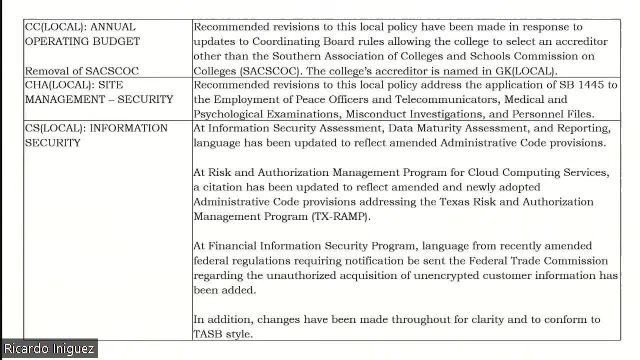 CC(LOCAL): ANNUAL
OPERATING BUDGET
Removal of SACSCOC
Recommended revisions to this local policy have been made in response to
updates to Coordinating Board rules allowing the college to select an accreditor
other than the Southern Association of Colleges and Schools Commission on
Colleges (SACSCOC). The college's accreditor is named in GK(LOCAL).
CHA(LOCAL): SITE
MANAGEMENT – SECURITY
Recommended revisions to this local policy address the application of SB 1445 to
the Employment of Peace Officers and Telecommunicators, Medical and
Psychological Examinations, Misconduct Investigations, and Personnel Files.
CS(LOCAL): INFORMATION
SECURITY
At Information Security Assessment, Data Maturity Assessment, and Reporting,
language has been updated to reflect amended Administrative Code provisions.
At Risk and Authorization Management Program for Cloud Computing Services,
a citation has been updated to reflect amended and newly adopted
Administrative Code provisions addressing the Texas Risk and Authorization
Management Program (TX-RAMP).
At Financial Information Security Program, language from recently amended
federal regulations requiring notification be sent the Federal Trade Commission
regarding the unauthorized acquisition of unencrypted customer information has
been added.
In addition, changes have been made throughout for clarity and to conform to
TASB style.
Ricardo Iniguez